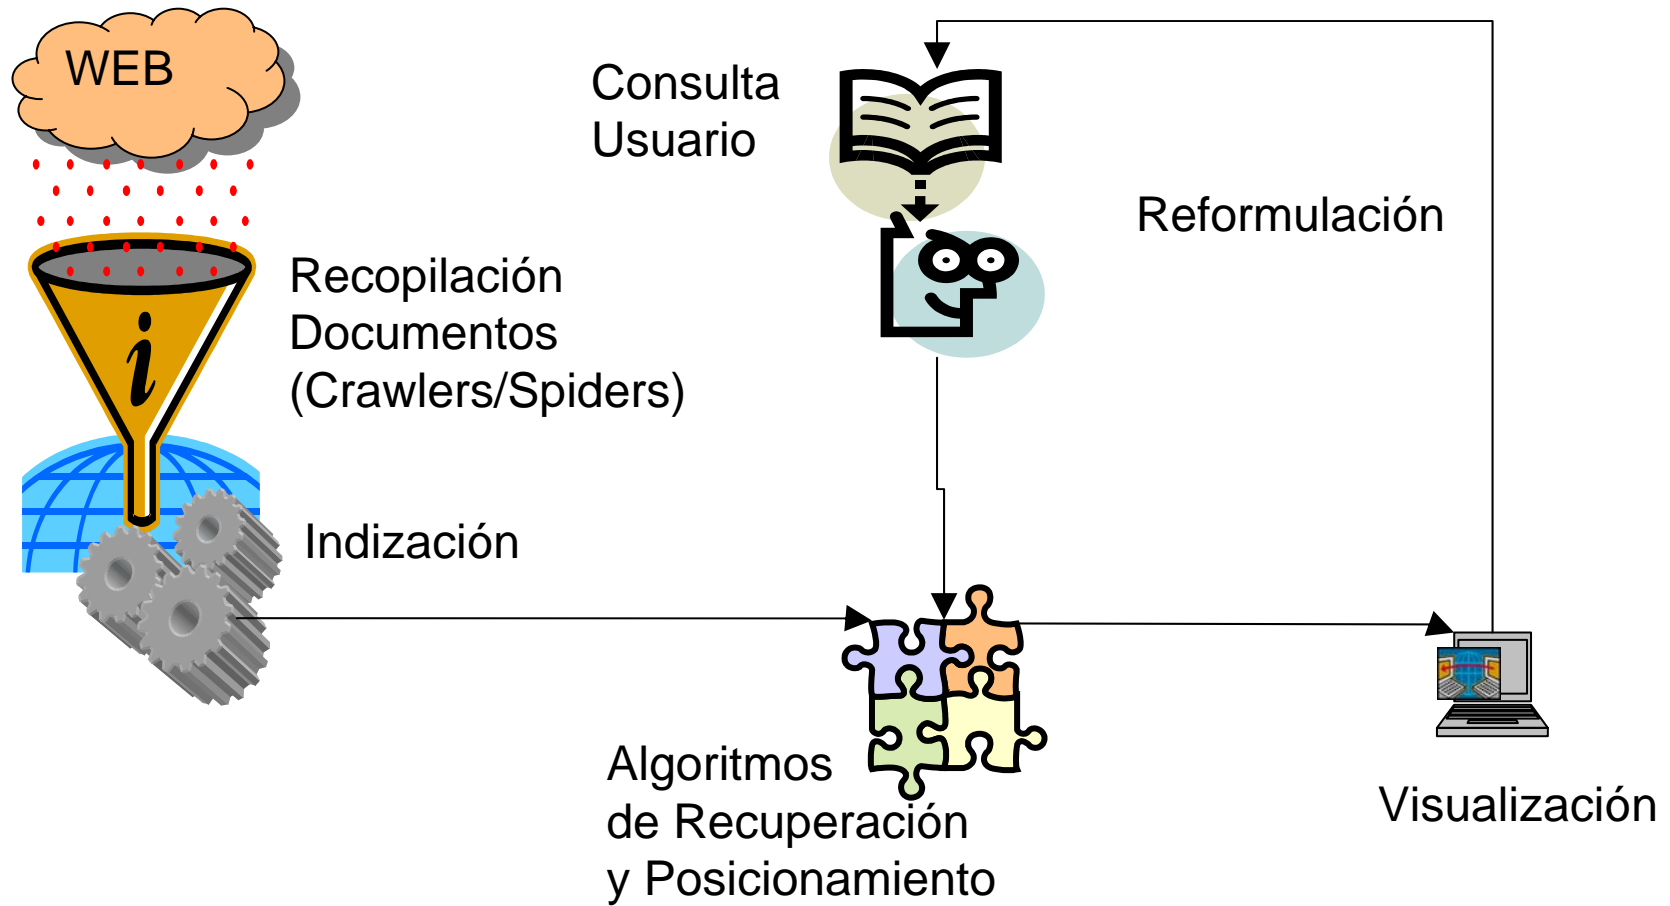 WEB
Consulta
Usuario
Reformulación
Recopilación
Documentos
(Crawlers/Spiders)
i
Indización
Algoritmos
de Recuperación
y Posicionamiento
Visualización